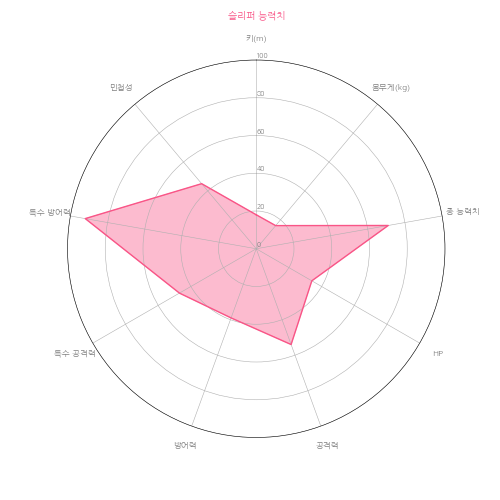 슬리퍼 능력치
키(m)
몸무게(kg)
총 능력치
HP
공격력
방어력
특수 공격력
특수 방어력
민첩성
100
80
60
40
20
0